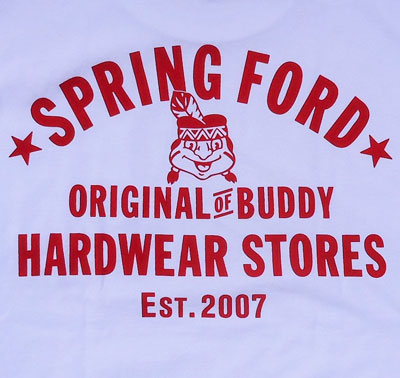 SPRING FORD
ORIGINAL OF BUDDY
HARDWEAR STORES
EST. 2007